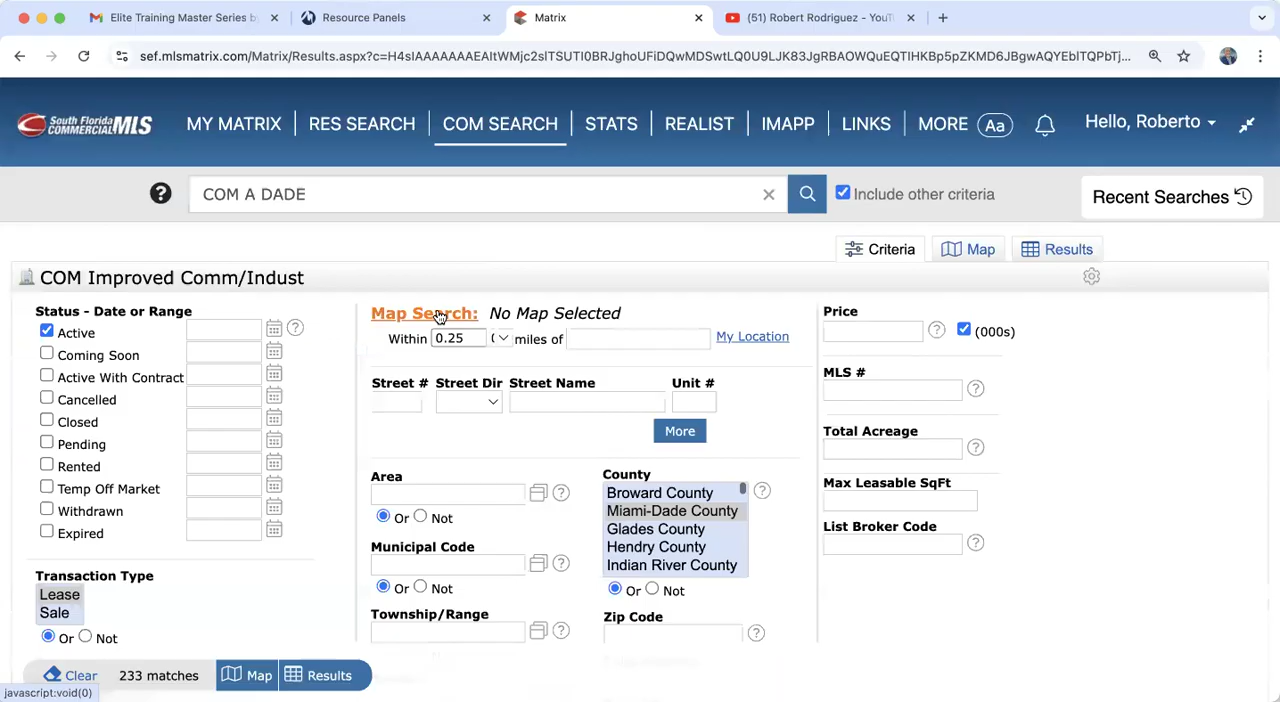 Elite Training Master Series by
Resource Panels
Matrix
(51) Robert Rodriguez - YouT
sef.mlsmatrix.com/Matrix/Results.aspx?c=
South Florida
COMMERCIAL MLS
MY MATRIX
RES SEARCH
COM SEARCH
STATS
REALIST
IMAPP
LINKS
MORE
Aa
Hello, Roberto
COM A DADE
Include other criteria
Recent Searches
Criteria
Map
Results
COM Improved Comm/Indust
Status - Date or Range
Active
Coming Soon
Active With Contract
Cancelled
Closed
Pending
Rented
Temp Off Market
Withdrawn
Expired
Transaction Type
Lease
Sale
Or Not
Map Search: No Map Selected
Within 0.25 miles of
My Location
Street # Street Dir Street Name Unit #
More
Area
Or Not
Municipal Code
Or Not
Township/Range
County
Broward County
Miami-Dade County
Glades County
Hendry County
Indian River County
Or Not
Zip Code
Price
(000s)
MLS #
Total Acreage
Max Leasable SqFt
List Broker Code
Clear
233 matches
Map
Results
javascript:void(0)